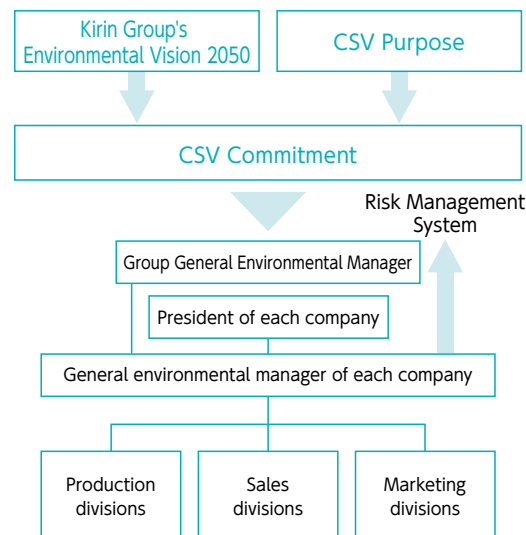 Kirin Group's
Environmental Vision 2050
CSV Purpose
CSV Commitment
Risk Management
System
Group General Environmental Manager
President of each company
General environmental manager of each company
Production
divisions
Sales
divisions
Marketing
divisions